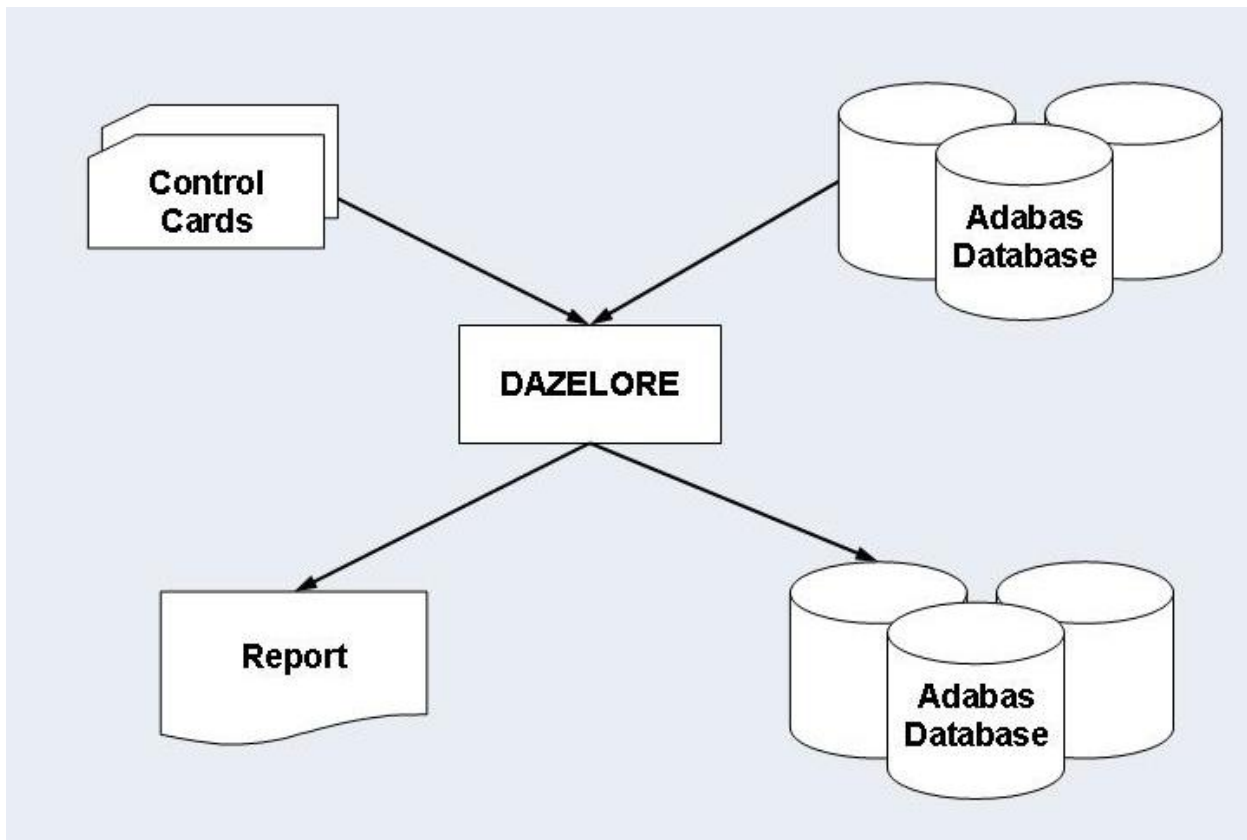 Control
Cards
Adabas
Database
DAZELORE
Report
Adabas
Database